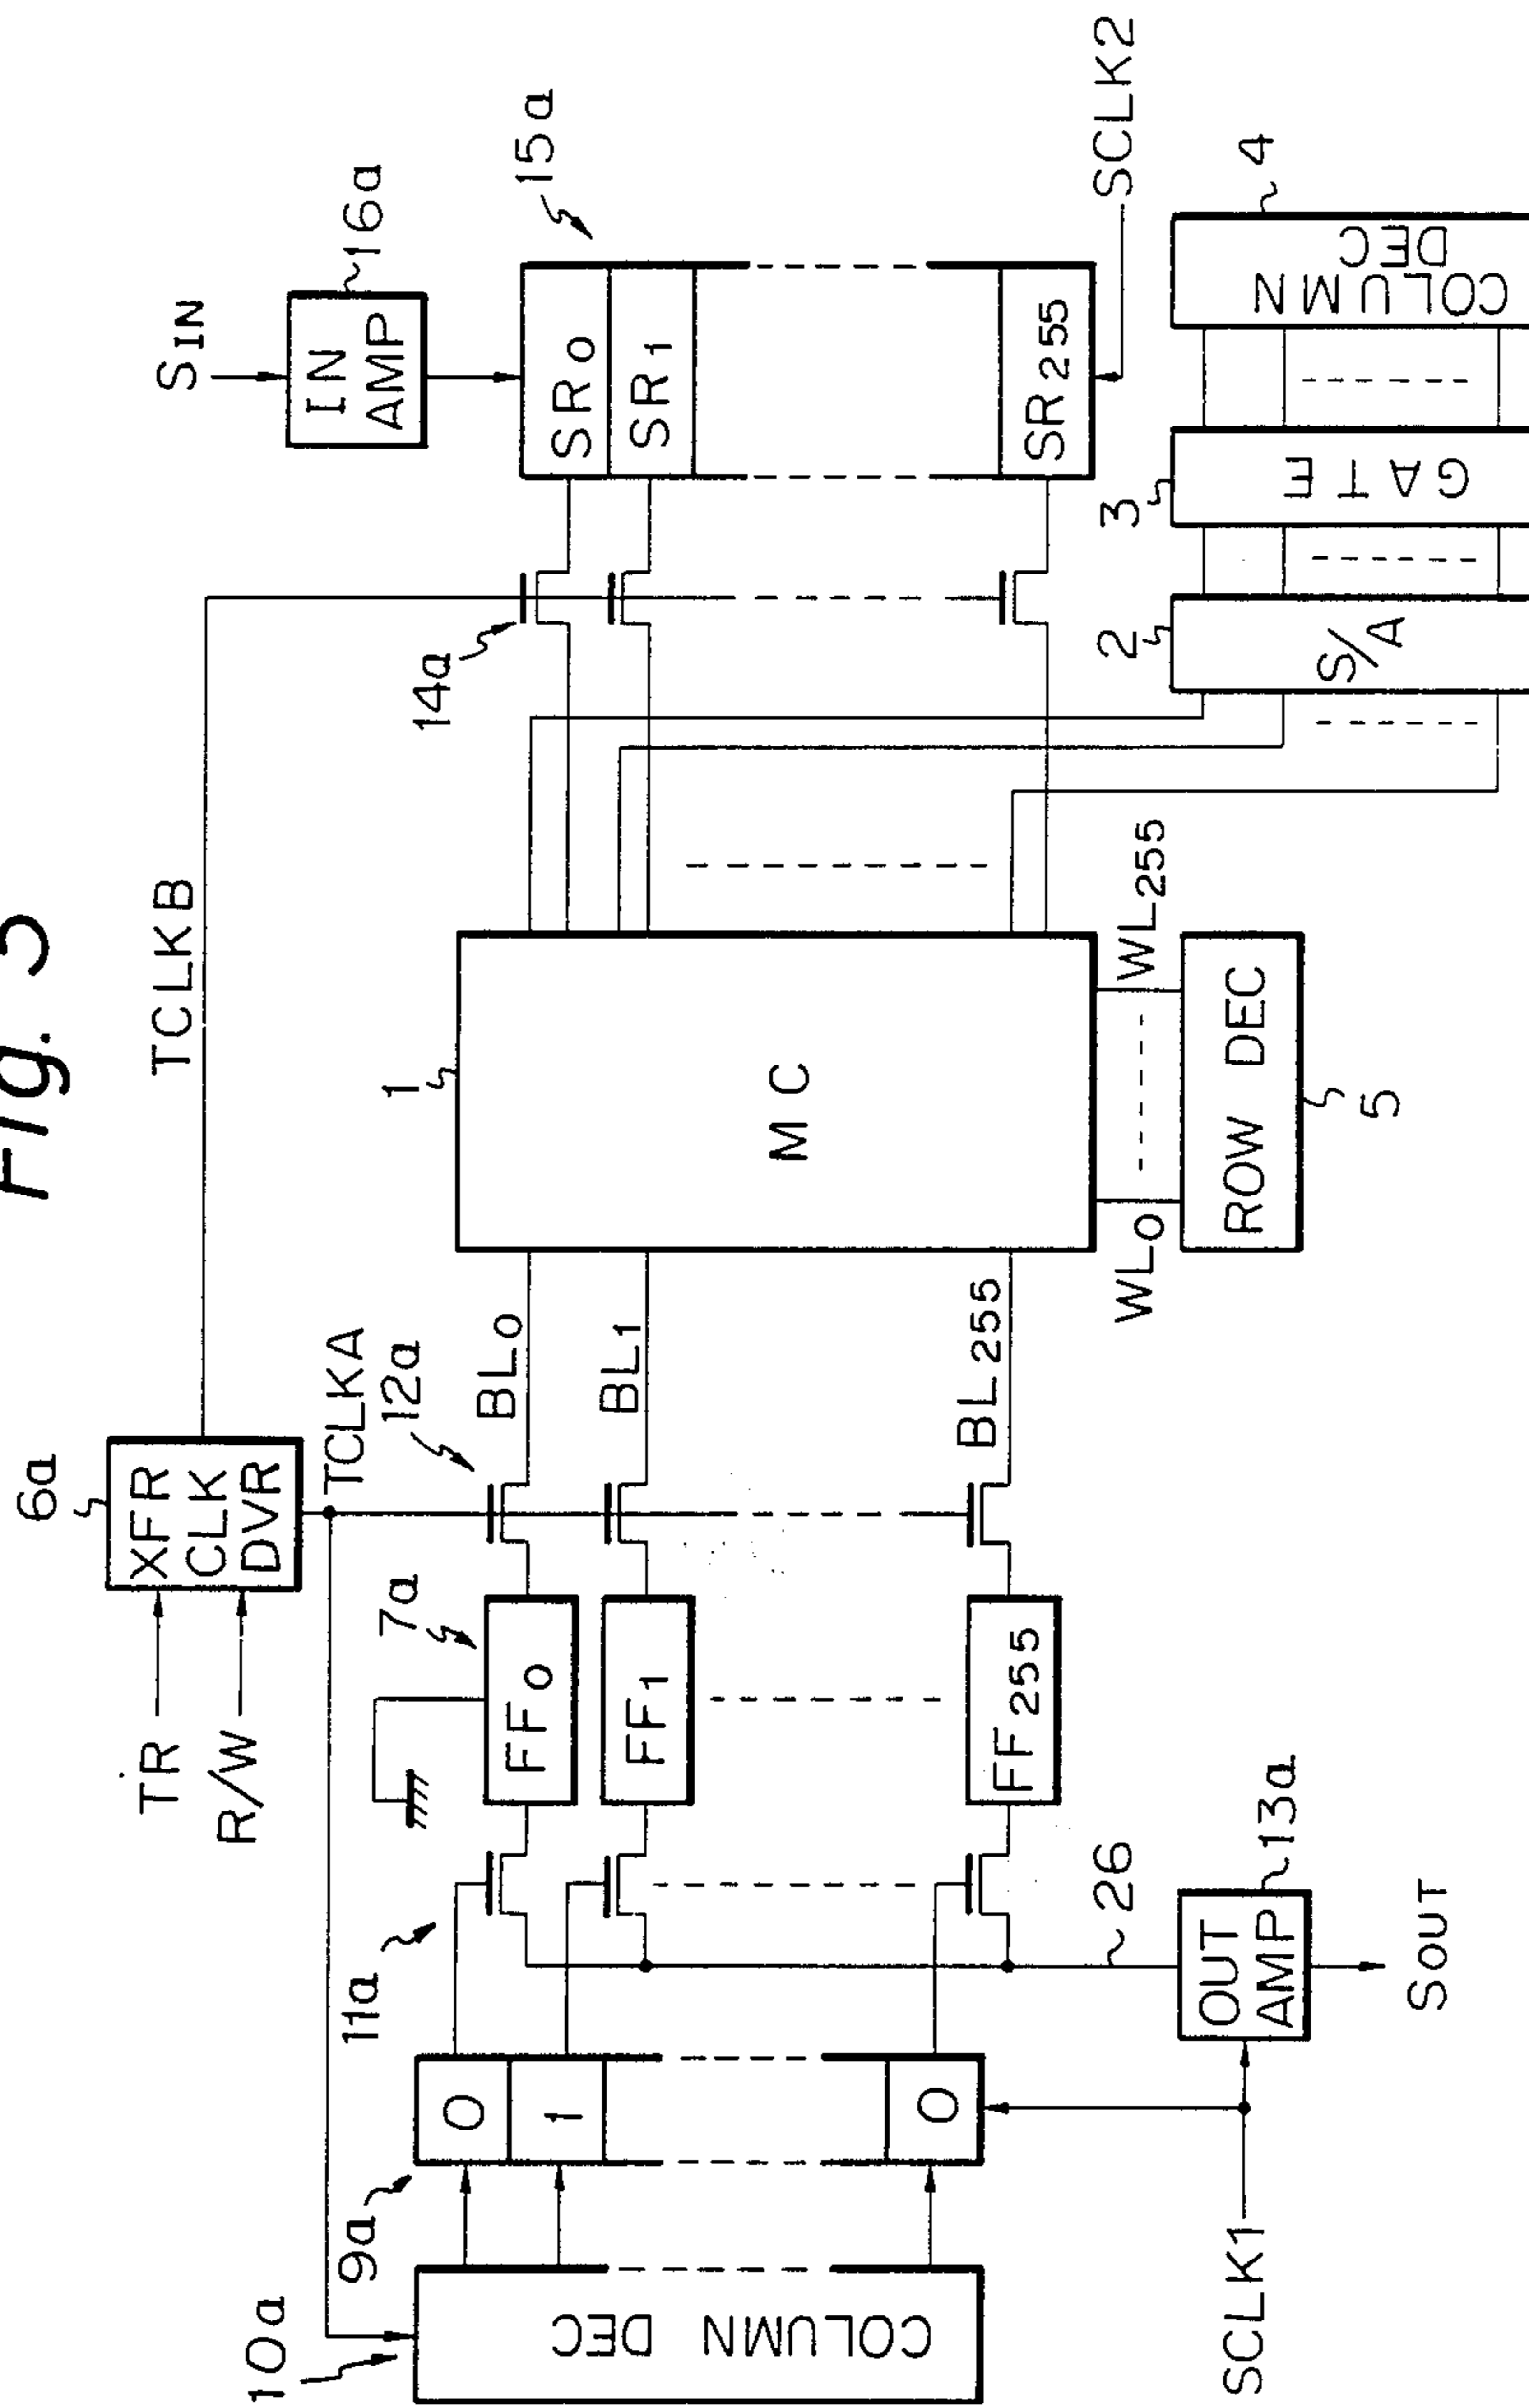 Fig. 5
6a
XFR
CLK
DVR
TR
R/W
TCLKB
TCLKA
SIN
IN
AMP
16a
15a
SR0
SR1
SR255
SCLK2
14a
12a
7a
11a
9a
10a
COLUMN DEC
0
1
0
FF0
FF1
FF255
BL0
BL1
BL255
1
MC
WL0
WL255
ROW DEC
5
2
S/A
3
GATE
4
COLUMN
DEC
26
OUT
AMP
13a
SOUT
SCLK1